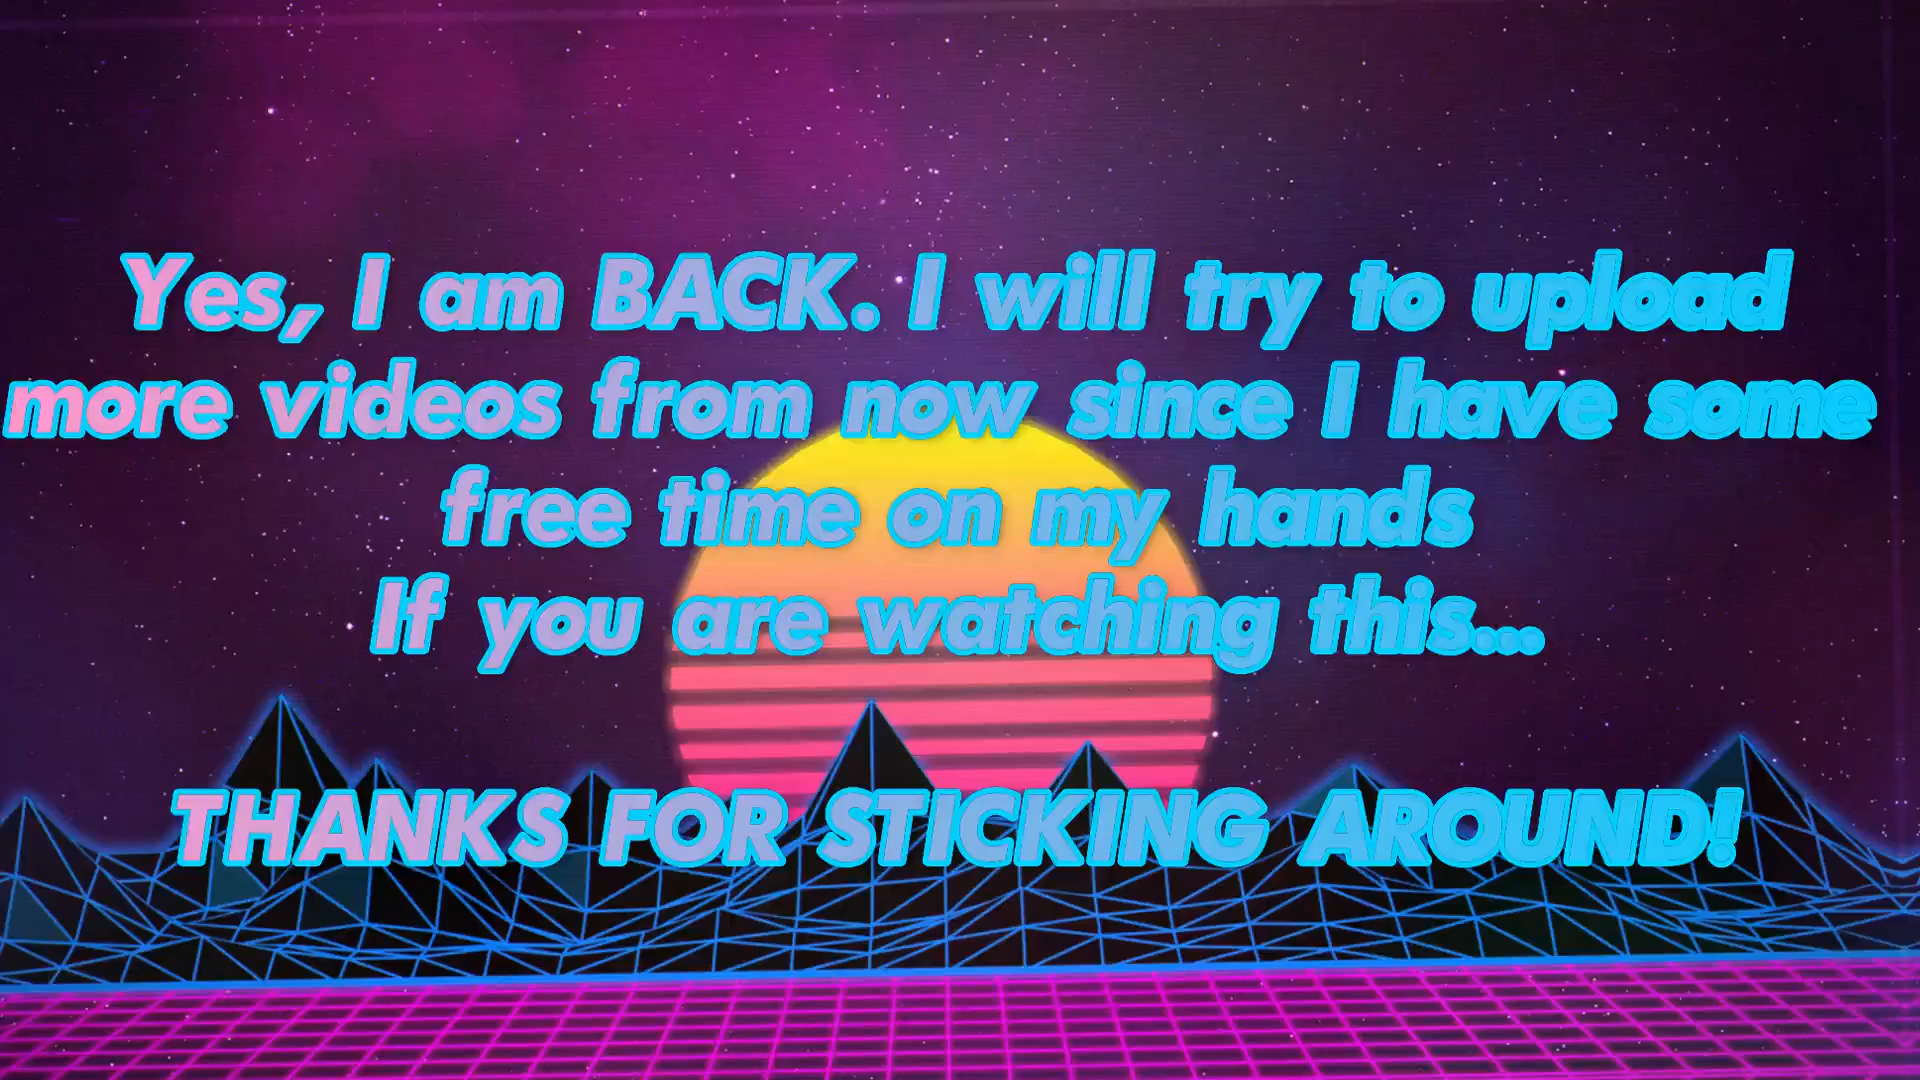 Yes, I am BACK. I will try to upload
more videos from now since I have some
free time on my hands
If you are watching this...
THANKS FOR STICKING AROUND!